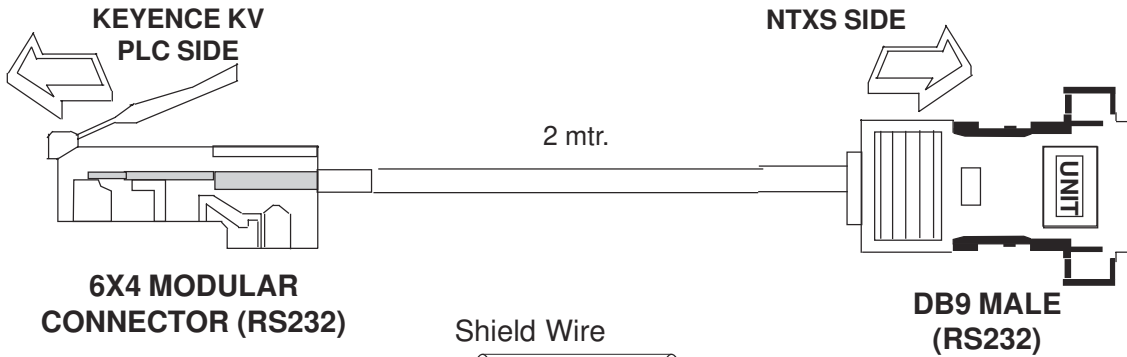 KEYENCE KV
PLC SIDE
NTXS SIDE
2 mtr.
UNIT
6X4 MODULAR
CONNECTOR (RS232)
DB9 MALE
(RS232)
Shield Wire